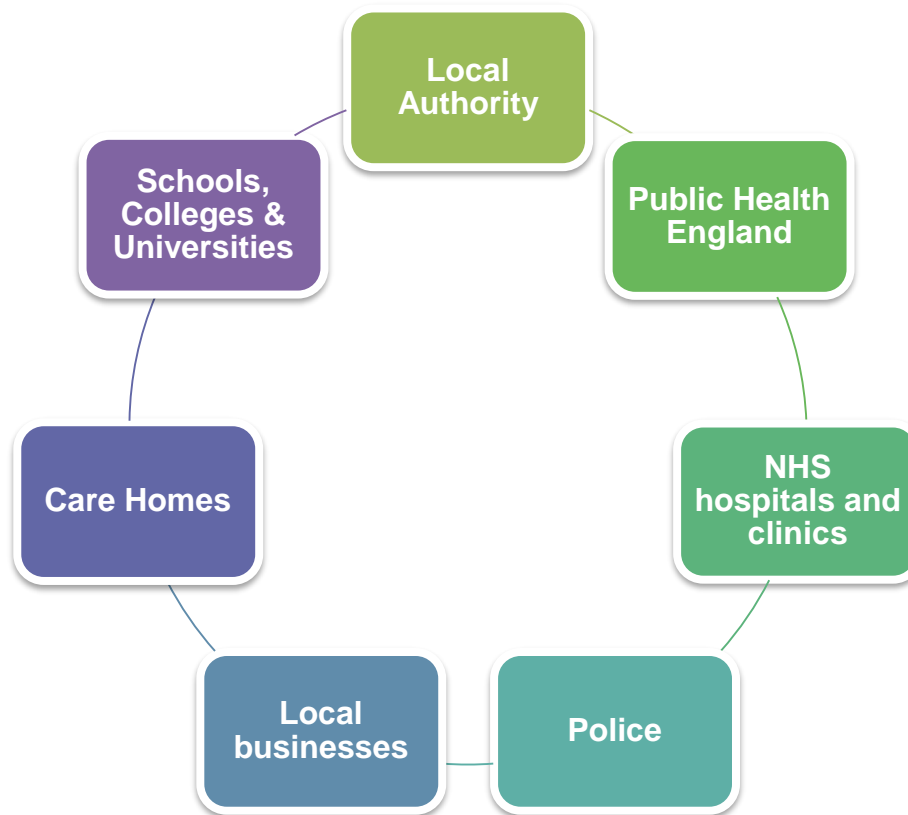 Local
Authority
Public Health
England
NHS
hospitals and
clinics
Police
Local
businesses
Care Homes
Schools,
Colleges &
Universities